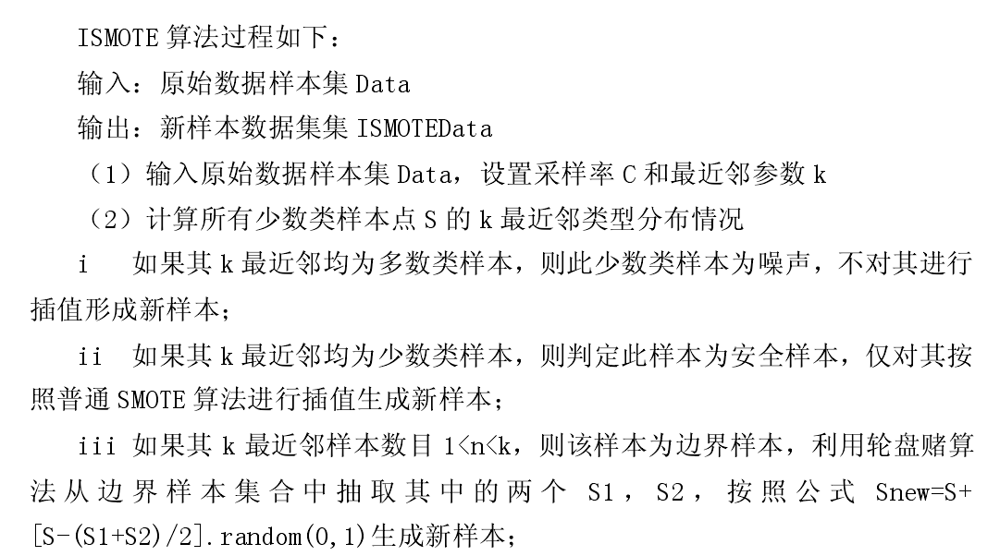 ISMOTE 算法过程如下：
输入：原始数据样本集 Data
输出：新样本数据集集 ISMOTEData
（1）输入原始数据样本集 Data，设置采样率 C 和最近邻参数 k
（2）计算所有少数类样本点 S 的 k 最近邻类型分布情况
i 如果其 k 最近邻均为多数类样本，则此少数类样本为噪声，不对其进行
插值形成新样本；
ii 如果其 k 最近邻均为少数类样本，则判定此样本为安全样本，仅对其按
照普通 SMOTE 算法进行插值生成新样本；
iii 如果其 k 最近邻样本数目 1<n<k，则该样本为边界样本，利用轮盘赌算
法从边界样本集合中抽取其中的两个 S1，S2，按照公式 Snew=S+
[S-(S1+S2)/2].random(0,1)生成新样本；